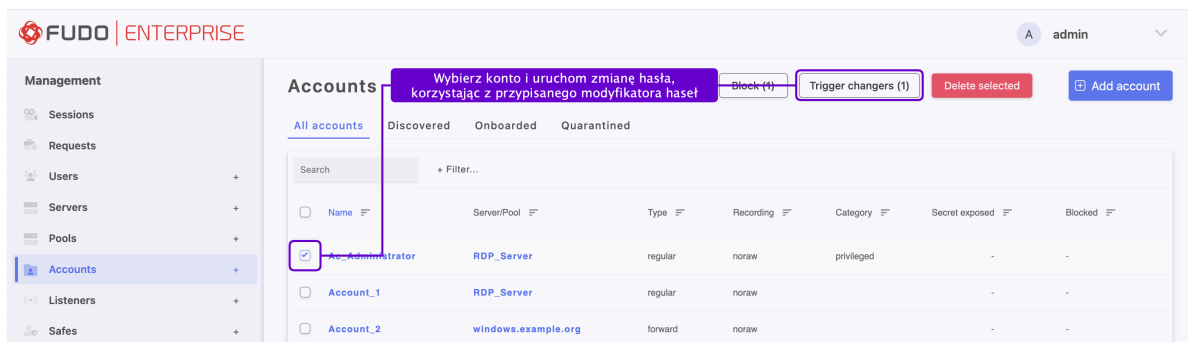 FUDO ENTERPRISE
A admin
Management
Sessions
Requests
Users +
Servers +
Pools +
Accounts +
Listeners +
Safes +
Accounts
Wybierz konto i uruchom zmianę hasła,
korzystając z przypisanego modyfikatora haseł
Block (1)
Trigger changers (1)
Delete selected
Add account
All accounts Discovered Onboarded Quarantined
Search + Filter...
Name Server/Pool Type Recording Category Secret exposed Blocked
Ac_Administrator RDP_Server regular noraw privileged - -
Account_1 RDP_Server regular noraw - -
Account_2 windows.example.org forward noraw - -